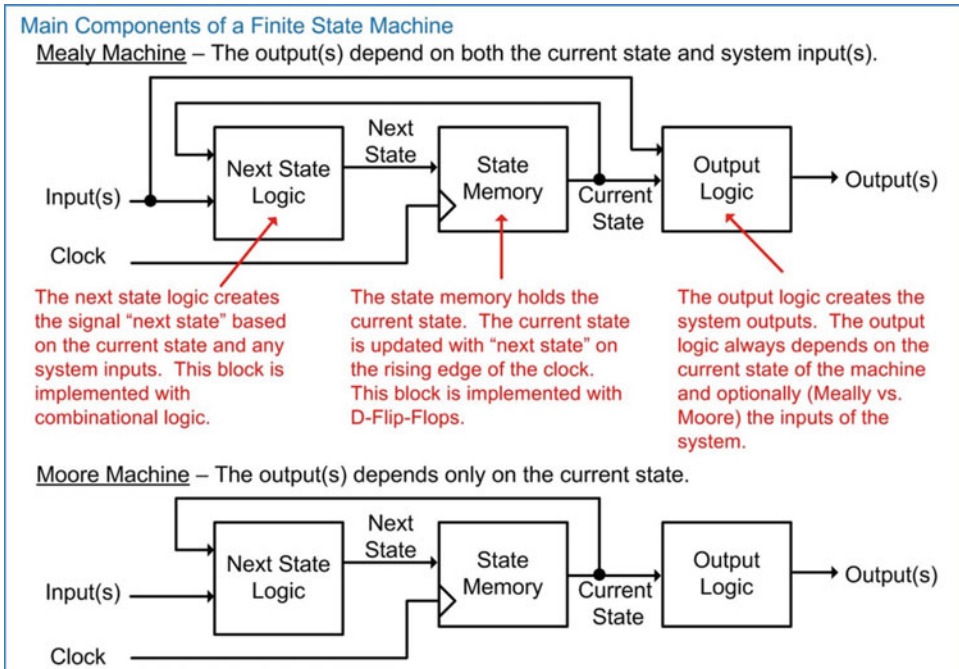 Main Components of a Finite State Machine
Mealy Machine – The output(s) depend on both the current state and system input(s).
Next
State
Next State
Logic
State
Memory
Output
Logic
Input(s)
Current
State
Output(s)
Clock
The next state logic creates
the signal “next state” based
on the current state and any
system inputs. This block is
implemented with
combinational logic.
The state memory holds the
current state. The current state
is updated with “next state” on
the rising edge of the clock.
This block is implemented with
D-Flip-Flops.
The output logic creates the
system outputs. The output
logic always depends on the
current state of the machine
and optionally (Meally vs.
Moore) the inputs of the
system.
Moore Machine – The output(s) depends only on the current state.
Next
State
Next State
Logic
State
Memory
Output
Logic
Input(s)
Current
State
Output(s)
Clock